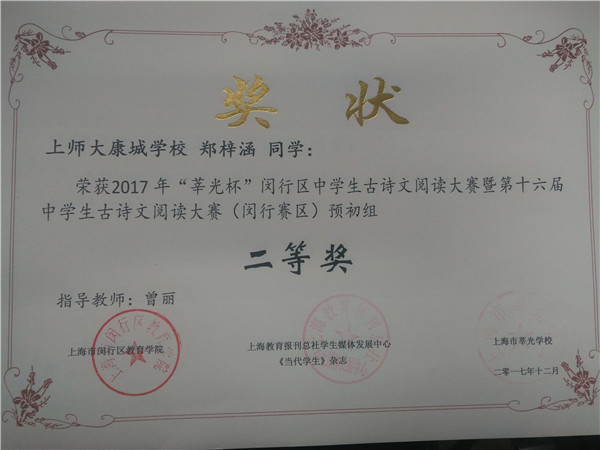 奖 状
上师大康城学校 郑梓涵 同学：
荣获2017年“莘光杯”闵行区中学生古诗文阅读大赛暨第十六届
中学生古诗文阅读大赛（闵行赛区）预初组
二等奖
指导教师：曾丽
上海市闵行区教育学院
上海教育报刊总社学生媒体发展中心
《当代学生》杂志
上海市莘光学校
二〇一七年十二月